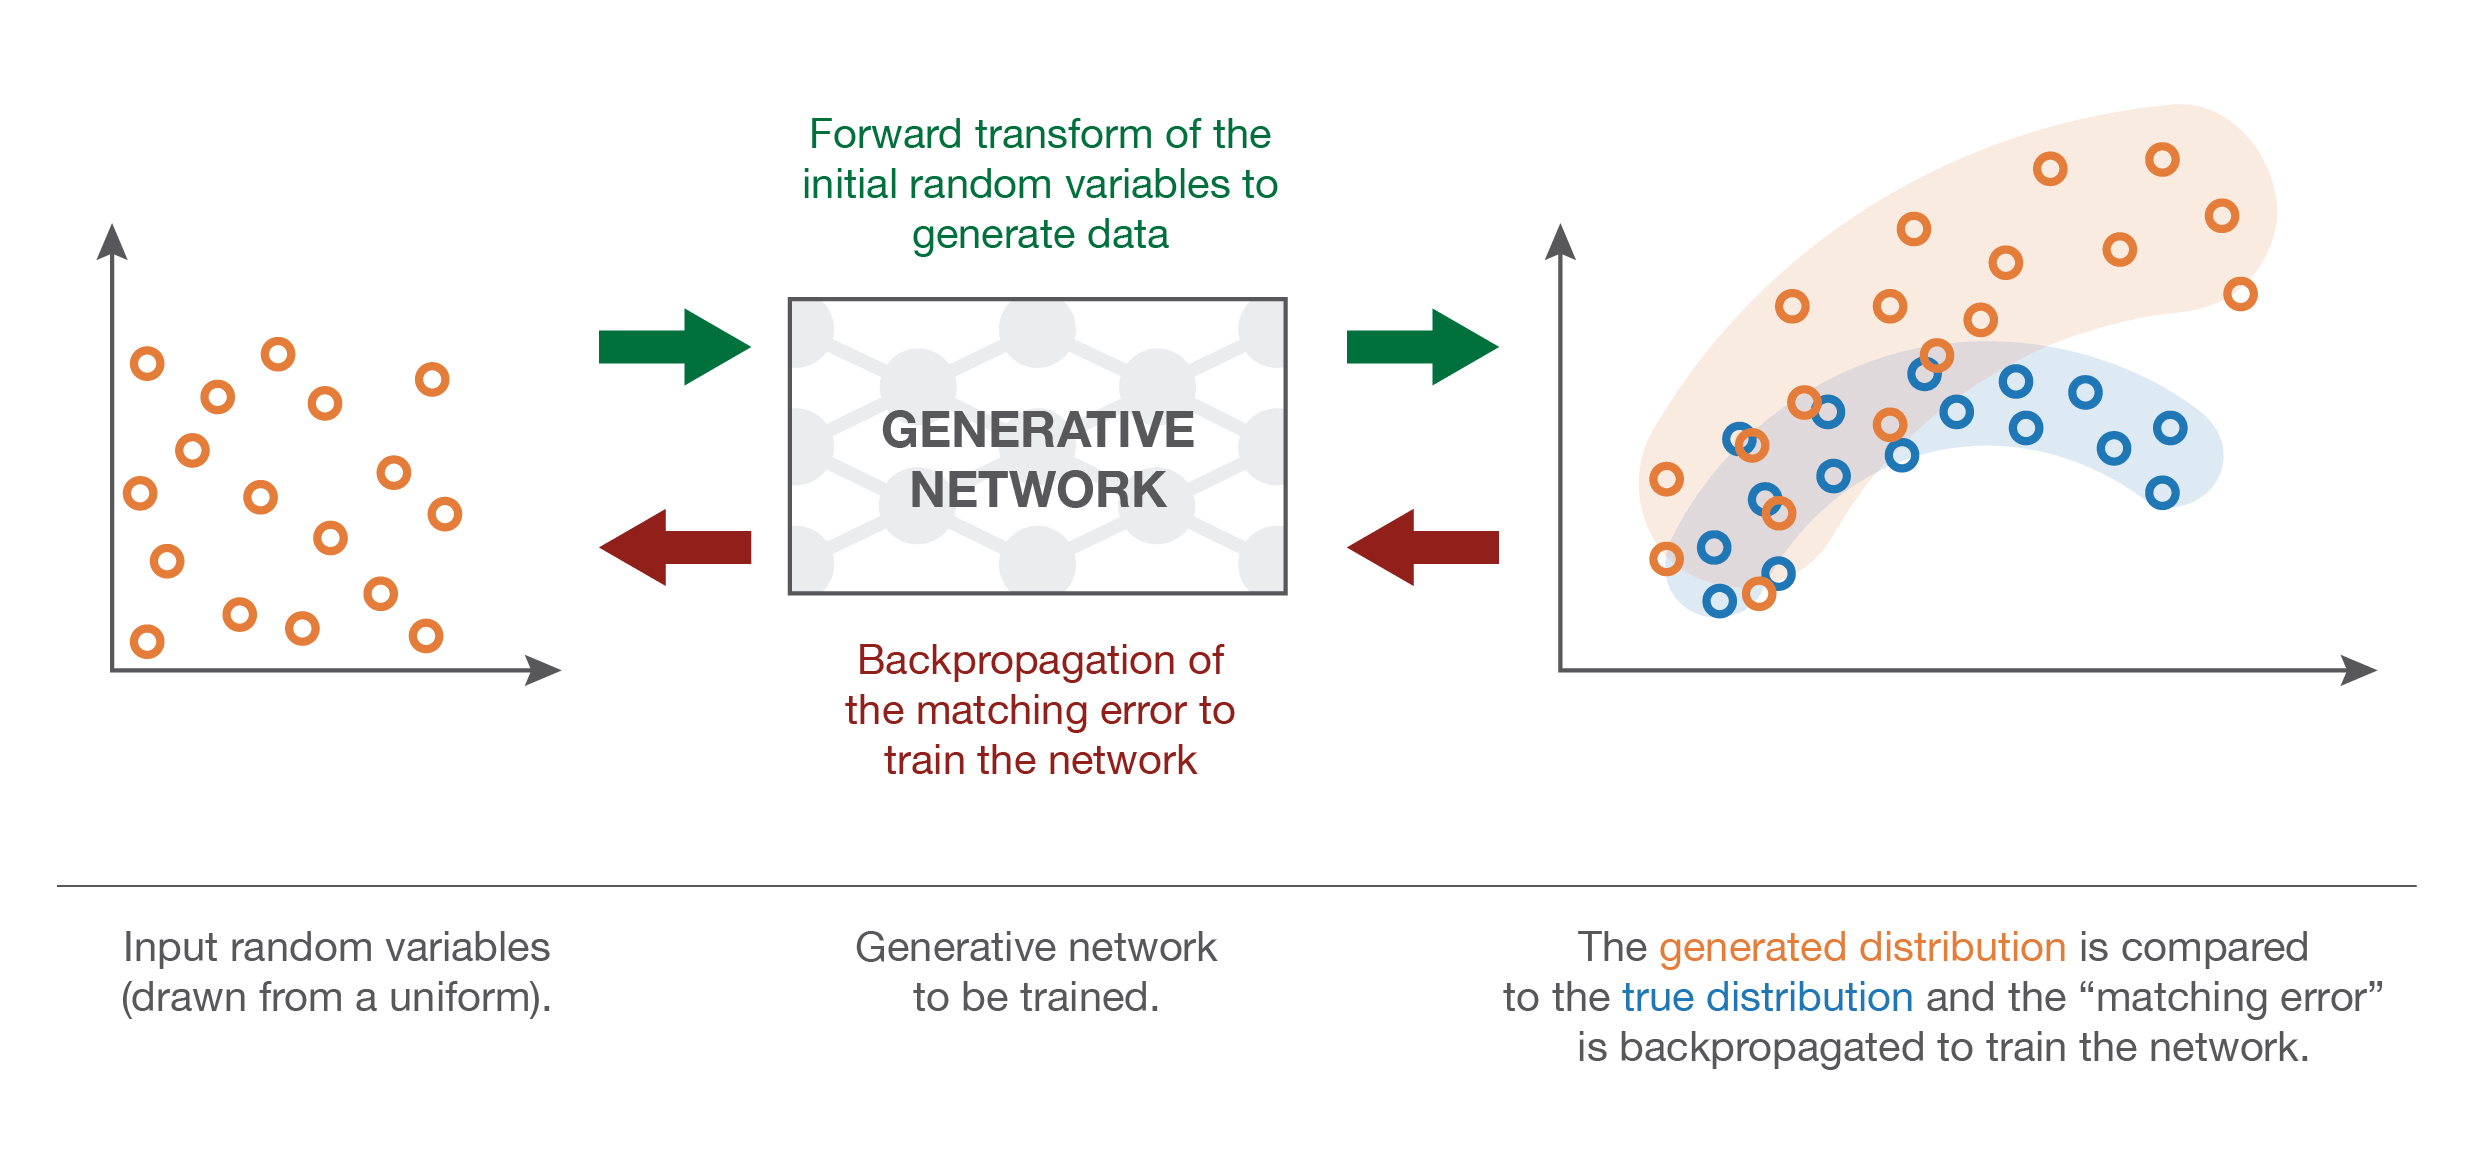 Forward transform of the
initial random variables to
generate data
GENERATIVE
NETWORK
Backpropagation of
the matching error to
train the network
Input random variables
(drawn from a uniform).
Generative network
to be trained.
The generated distribution is compared
to the true distribution and the “matching error”
is backpropagated to train the network.